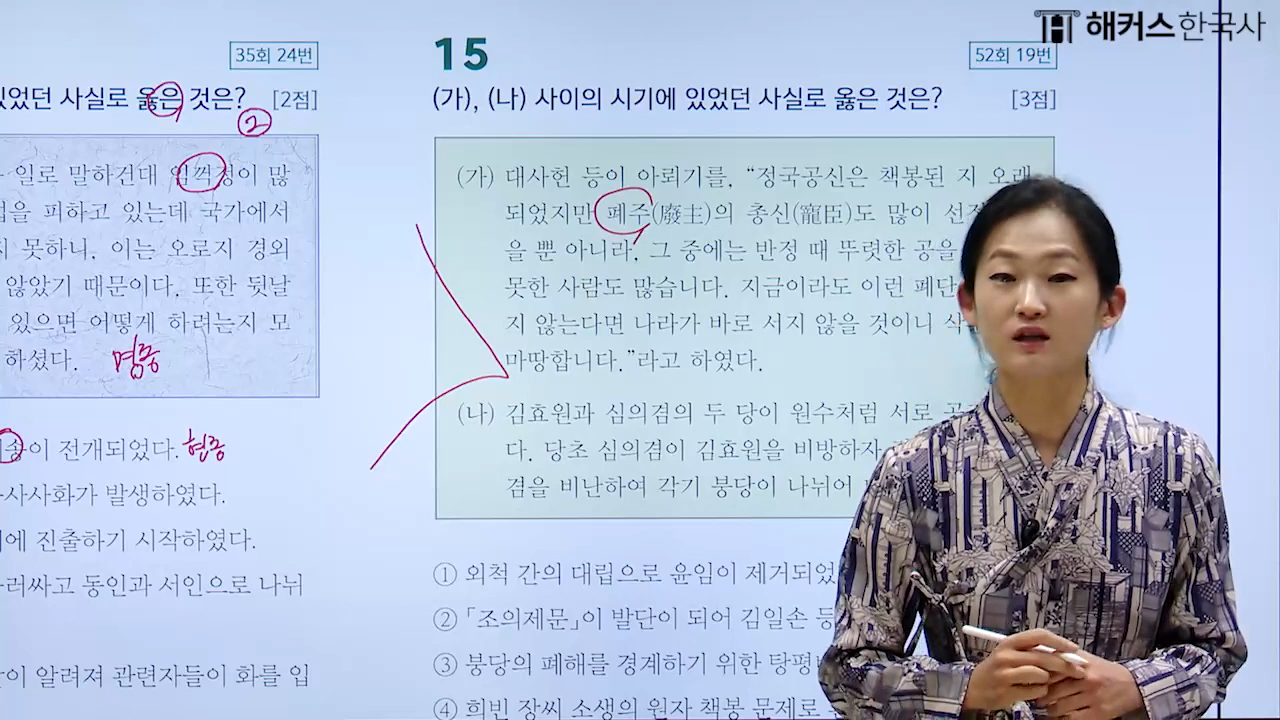 해커스한국사
35회 24번
있었던 사실로 옳은 것은? [2점]
②
일로 말하건대 임꺽정이 많
법을 피하고 있는데 국가에서
지 못하니, 이는 오로지 경외
않았기 때문이다. 또한 뒷날
있으면 어떻게 하려는지 모
하셨다. 명종
이 전개되었다. 현종
사사화가 발생하였다.
에 진출하기 시작하였다.
러싸고 동인과 서인으로 나뉘
이 알려져 관련자들이 화를 입
15
52회 19번
(가), (나) 사이의 시기에 있었던 사실로 옳은 것은? [3점]
(가) 대사헌 등이 아뢰기를, “정국공신은 책봉된 지 오래
되었지만 폐주(廢主)의 총신(寵臣)도 많이 선
을 뿐 아니라, 그 중에는 반정 때 뚜렷한 공을
못한 사람도 많습니다. 지금이라도 이런 폐단
지 않는다면 나라가 바로 서지 않을 것이니 삭
마땅합니다.”라고 하였다.
(나) 김효원과 심의겸의 두 당이 원수처럼 서로 공
다. 당초 심의겸이 김효원을 비방하자
겸을 비난하여 각기 붕당이 나뉘어
① 외척 간의 대립으로 윤임이 제거되었
② 「조의제문」이 발단이 되어 김일손 등
③ 붕당의 폐해를 경계하기 위한 탕평
④ 희빈 장씨 소생의 원자 책봉 문제로